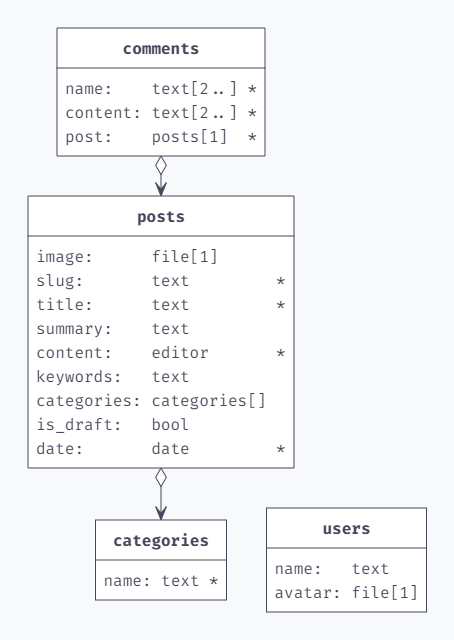 comments
name: text[2..] *
content: text[2..] *
post: posts[1] *
posts
image: file[1]
slug: text *
title: text *
summary: text
content: editor *
keywords: text
categories: categories[]
is_draft: bool
date: date *
categories
name: text *
users
name: text
avatar: file[1]